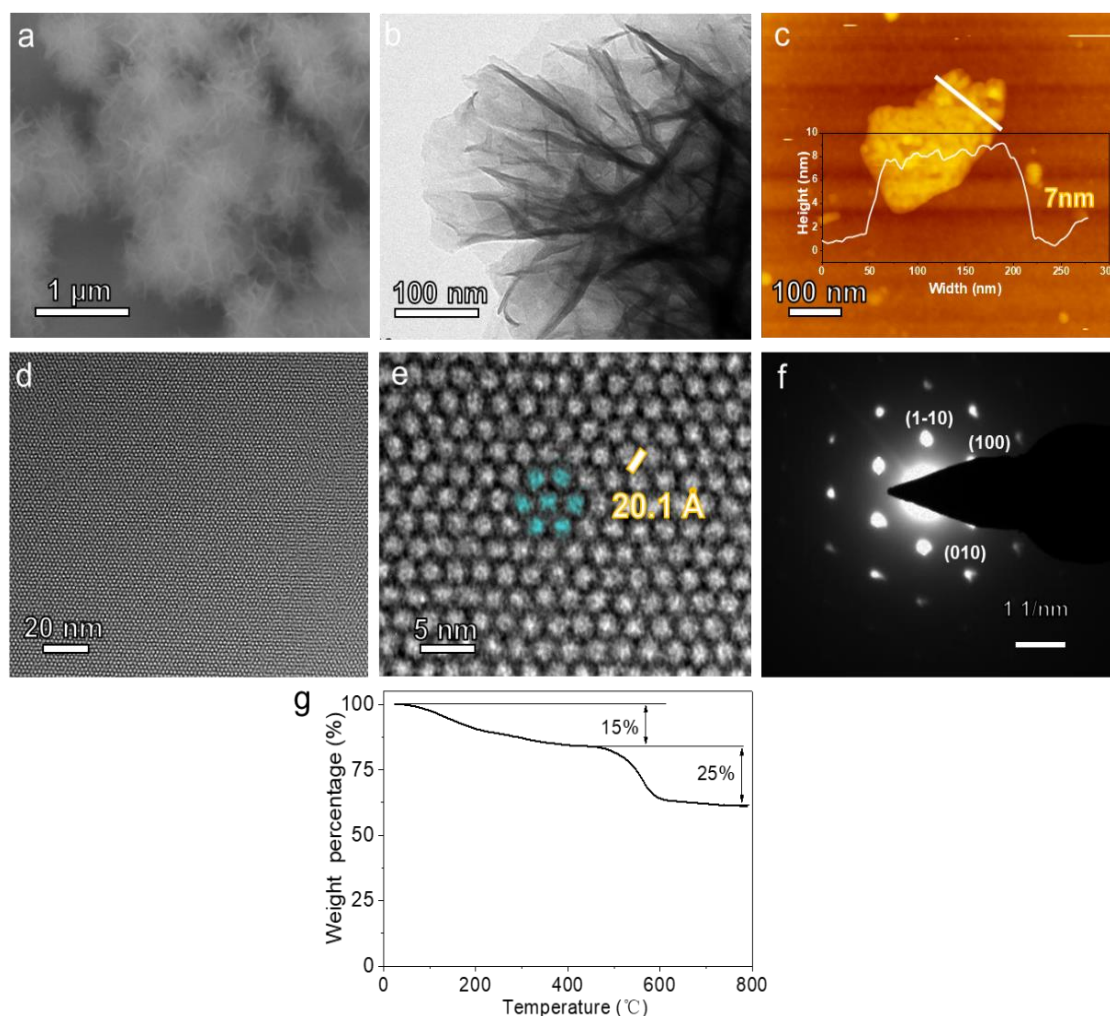 a
1 µm
b
100 nm
c
10
8
6
4
2
0
Height (nm)
7nm
0 50 100 150 200 250 300
Width (nm)
100 nm
d
20 nm
e
20.1 Å
5 nm
f
(1-10)
(100)
(010)
1 1/nm
g
100
75
50
25
0
Weight percentage (%)
15%
25%
0 200 400 600 800
Temperature (℃)